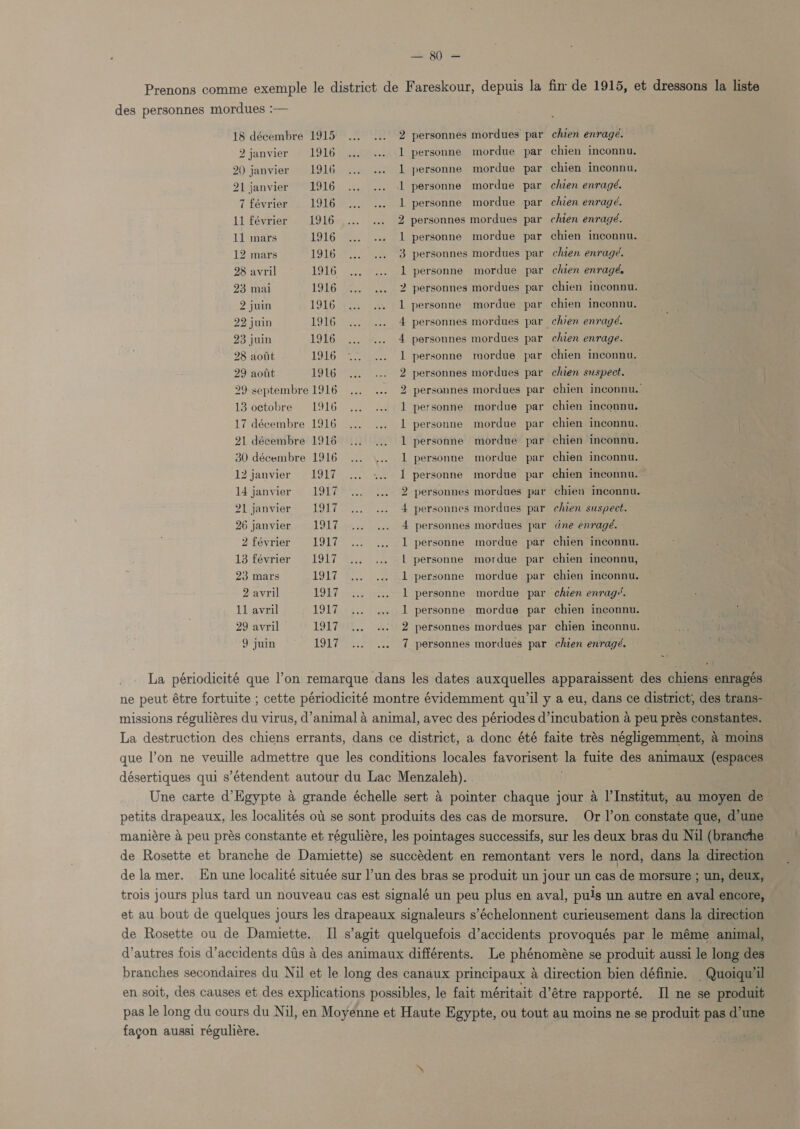 — 80 —
Prenons comme exemple le district de Fareskour, depuis la fin de 1915, et dressons la liste
des personnes mordues :—
18 décembre 1915 ... ... 2 personnes mordues par chien enragé.
2 janvier 1916 ... ... 1 personne mordue par chien inconnu.
20 janvier 1916 ... ... 1 personne mordue par chien inconnu.
21 janvier 1916 ... ... 1 personne mordue par chien enragé.
7 février 1916 ... ... 1 personne mordue par chien enragé.
11 février 1916 ... ... 2 personnes mordues par chien enragé.
11 mars 1916 ... ... 1 personne mordue par chien inconnu.
12 mars 1916 ... ... 3 personnes mordues par chien enragé.
28 avril 1916 ... ... 1 personne mordue par chien enragé.
23 mai 1916 ... ... 2 personnes mordues par chien inconnu.
2 juin 1916 ... ... 1 personne mordue par chien inconnu.
22 juin 1916 ... ... 4 personnes mordues par chien enragé.
23 juin 1916 ... ... 4 personnes mordues par chien enragé.
28 août 1916 ... ... 1 personne mordue par chien inconnu.
29 août 1916 ... ... 2 personnes mordues par chien suspect.
29 septembre 1916 ... ... 2 personnes mordues par chien inconnu.
13 octobre 1916 ... ... 1 personne mordue par chien inconnu.
17 décembre 1916 ... ... 1 personne mordue par chien inconnu.
21 décembre 1916 ... ... 1 personne mordue par chien inconnu.
30 décembre 1916 ... ... 1 personne mordue par chien inconnu.
12 janvier 1917 ... ... 1 personne mordue par chien inconnu.
14 janvier 1917 ... ... 2 personnes mordues par chien inconnu.
21 janvier 1917 ... ... 4 personnes mordues par chien suspect.
26 janvier 1917 ... ... 4 personnes mordues par âne enragé.
2 février 1917 ... ... 1 personne mordue par chien inconnu.
13 février 1917 ... ... 1 personne mordue par chien inconnu,
23 mars 1917 ... ... 1 personne mordue par chien inconnu.
2 avril 1917 ... ... 1 personne mordue par chien enragé.
11 avril 1917 ... ... 1 personne mordue par chien inconnu.
29 avril 1917 ... ... 2 personnes mordues par chien inconnu.
9 juin 1917 ... ... 7 personnes mordues par chien enragé.
La périodicité que l'on remarque dans les dates auxquelles apparaissent des chiens enragés
ne peut être fortuite ; cette périodicité montre évidemment qu'il y a eu, dans ce district, des trans-
missions régulières du virus, d'animal à animal, avec des périodes d'incubation à peu près constantes.
La destruction des chiens errants, dans ce district, a donc été faite très négligemment, à moins
que l'on ne veuille admettre que les conditions locales favorisent la fuite des animaux (espaces
désertiques qui s'étendent autour du Lac Menzaleh).
Une carte d'Egypte à grande échelle sert à pointer chaque jour à l'Institut, au moyen de
petits drapeaux, les localités où se sont produits des cas de morsure. Or l'on constate que, d'une
manière à peu près constante et régulière, les pointages successifs, sur les deux bras du Nil (branche
de Rosette et branche de Damiette) se succèdent en remontant vers le nord, dans la direction
de la mer. En une localité située sur l'un des bras se produit un jour un cas de morsure ; un, deux,
trois jours plus tard un nouveau cas est signalé un peu plus en aval, puis un autre en aval encore,
et au bout de quelques jours les drapeaux signaleurs s'échelonnent curieusement dans la direction
de Rosette ou de Damiette. Il s'agit quelquefois d'accidents provoqués par le même animal,
d'autres fois d'accidents dûs à des animaux différents. Le phénomène se produit aussi le long des
branches secondaires du Nil et le long des canaux principaux à direction bien définie. Quoiqu'il
en soit, des causes et des explications possibles, le fait méritait d'être rapporté. Il ne se produit
pas le long du cours du Nil, en Moyenne et Haute Egypte, ou tout au moins ne se produit pas d'une
façon aussi régulière.